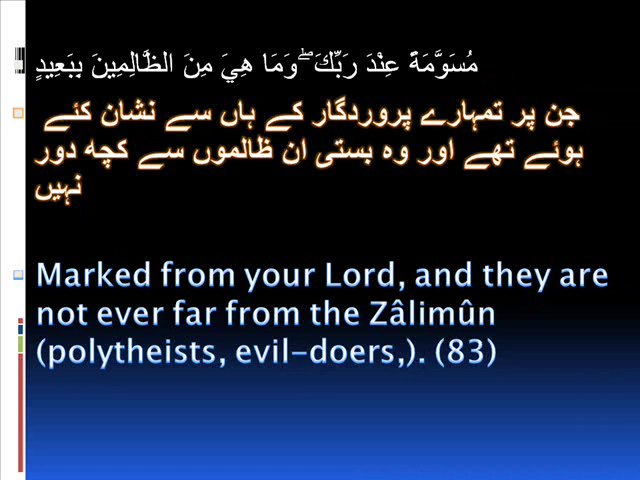 مُسَوَّمَةً عِنْدَ رَبِّكَ ۖ وَمَا هِيَ مِنَ الظَّالِمِينَ بِبَعِيدٍ
جن پر تمہارے پروردگار کے ہاں سے نشان کئے
ہوئے تھے اور وہ بستی ان ظالموں سے کچھ دور
نہیں
Marked from your Lord, and they are
not ever far from the Zâlimûn
(polytheists, evil-doers,). (83)